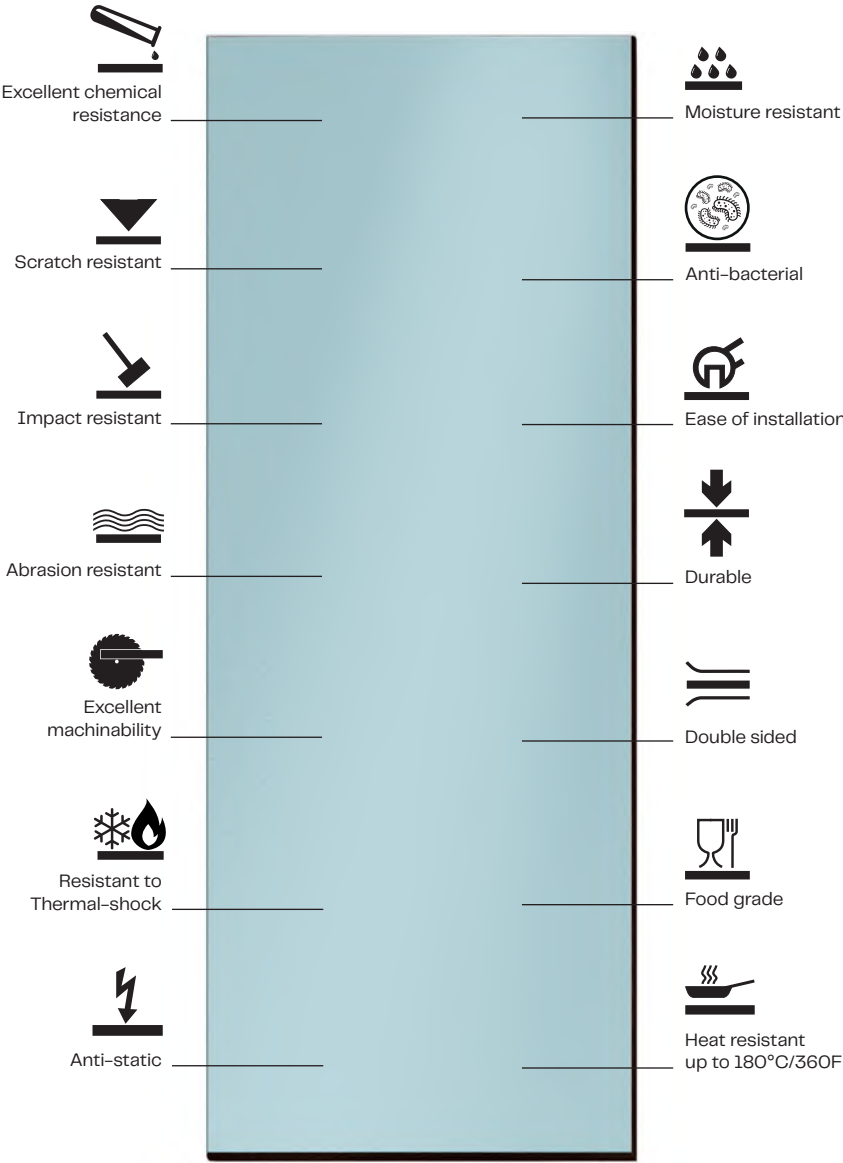 Excellent chemical
resistance
Scratch resistant
Impact resistant
Abrasion resistant
Excellent
machinability
Resistant to
Thermal-shock
Anti-static
Moisture resistant
Anti-bacterial
Ease of installation
Durable
Double sided
Food grade
Heat resistant
up to 180°C/360F